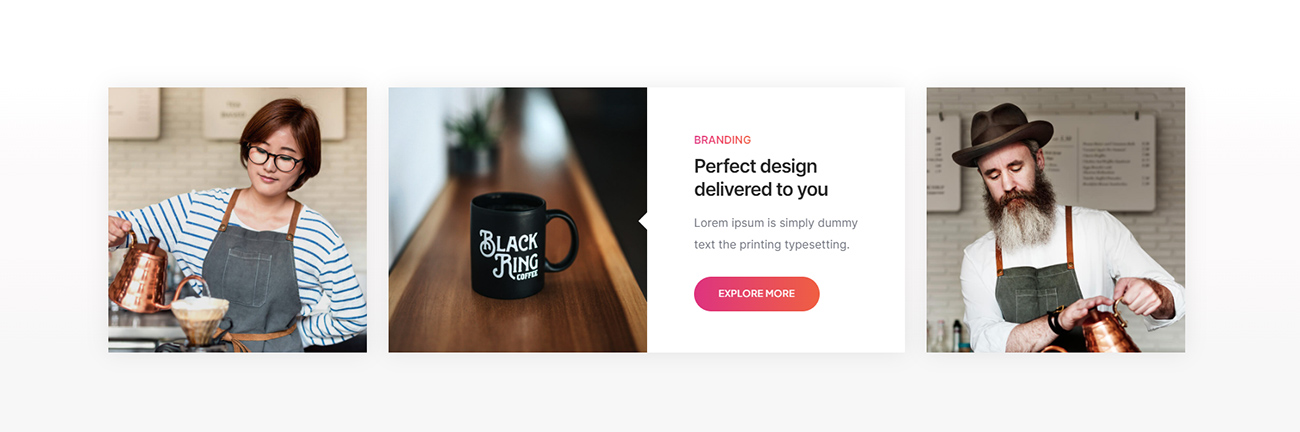 BLACK
RING
COFFEE
BRANDING
Perfect design
delivered to you
Lorem ipsum is simply dummy
text the printing typesetting.
EXPLORE MORE